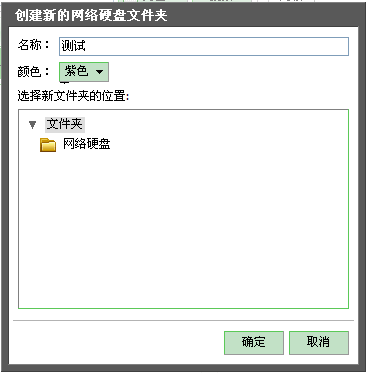 创建新的网络硬盘文件夹
名称： 测试
颜色： 紫色
选择新文件夹的位置:
文件夹
网络硬盘
确定 取消